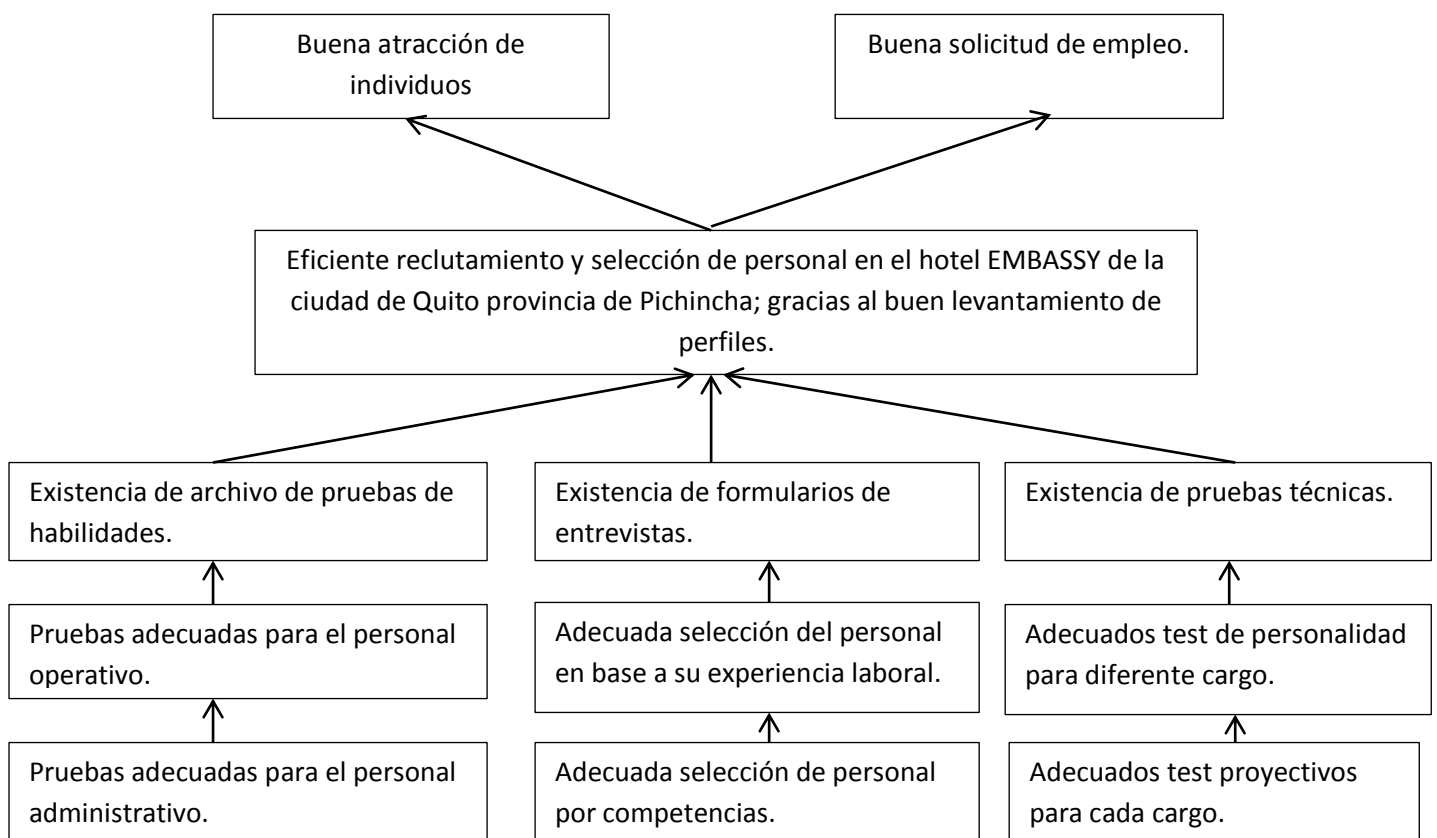 Buena atracción de
individuos
Buena solicitud de empleo.
Eficiente reclutamiento y selección de personal en el hotel EMBASSY de la
ciudad de Quito provincia de Pichincha; gracias al buen levantamiento de
perfiles.
Existencia de archivo de pruebas de
habilidades.
Existencia de formularios de
entrevistas.
Existencia de pruebas técnicas.
Pruebas adecuadas para el personal
operativo.
Adecuada selección del personal
en base a su experiencia laboral.
Adecuados test de personalidad
para diferente cargo.
Pruebas adecuadas para el personal
administrativo.
Adecuada selección de personal
por competencias.
Adecuados test proyectivos
para cada cargo.